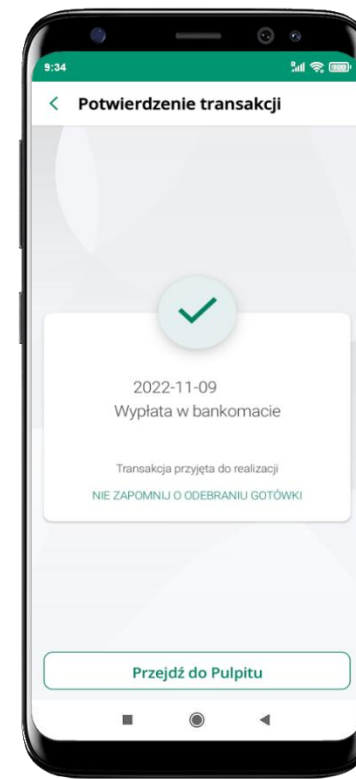 9:34
Potwierdzenie transakcji
2022-11-09
Wypłata w bankomacie
Transakcja przyjęta do realizacji
NIE ZAPOMNIJ O ODEBRANIU GOTÓWKI
Przejdź do Pulpitu